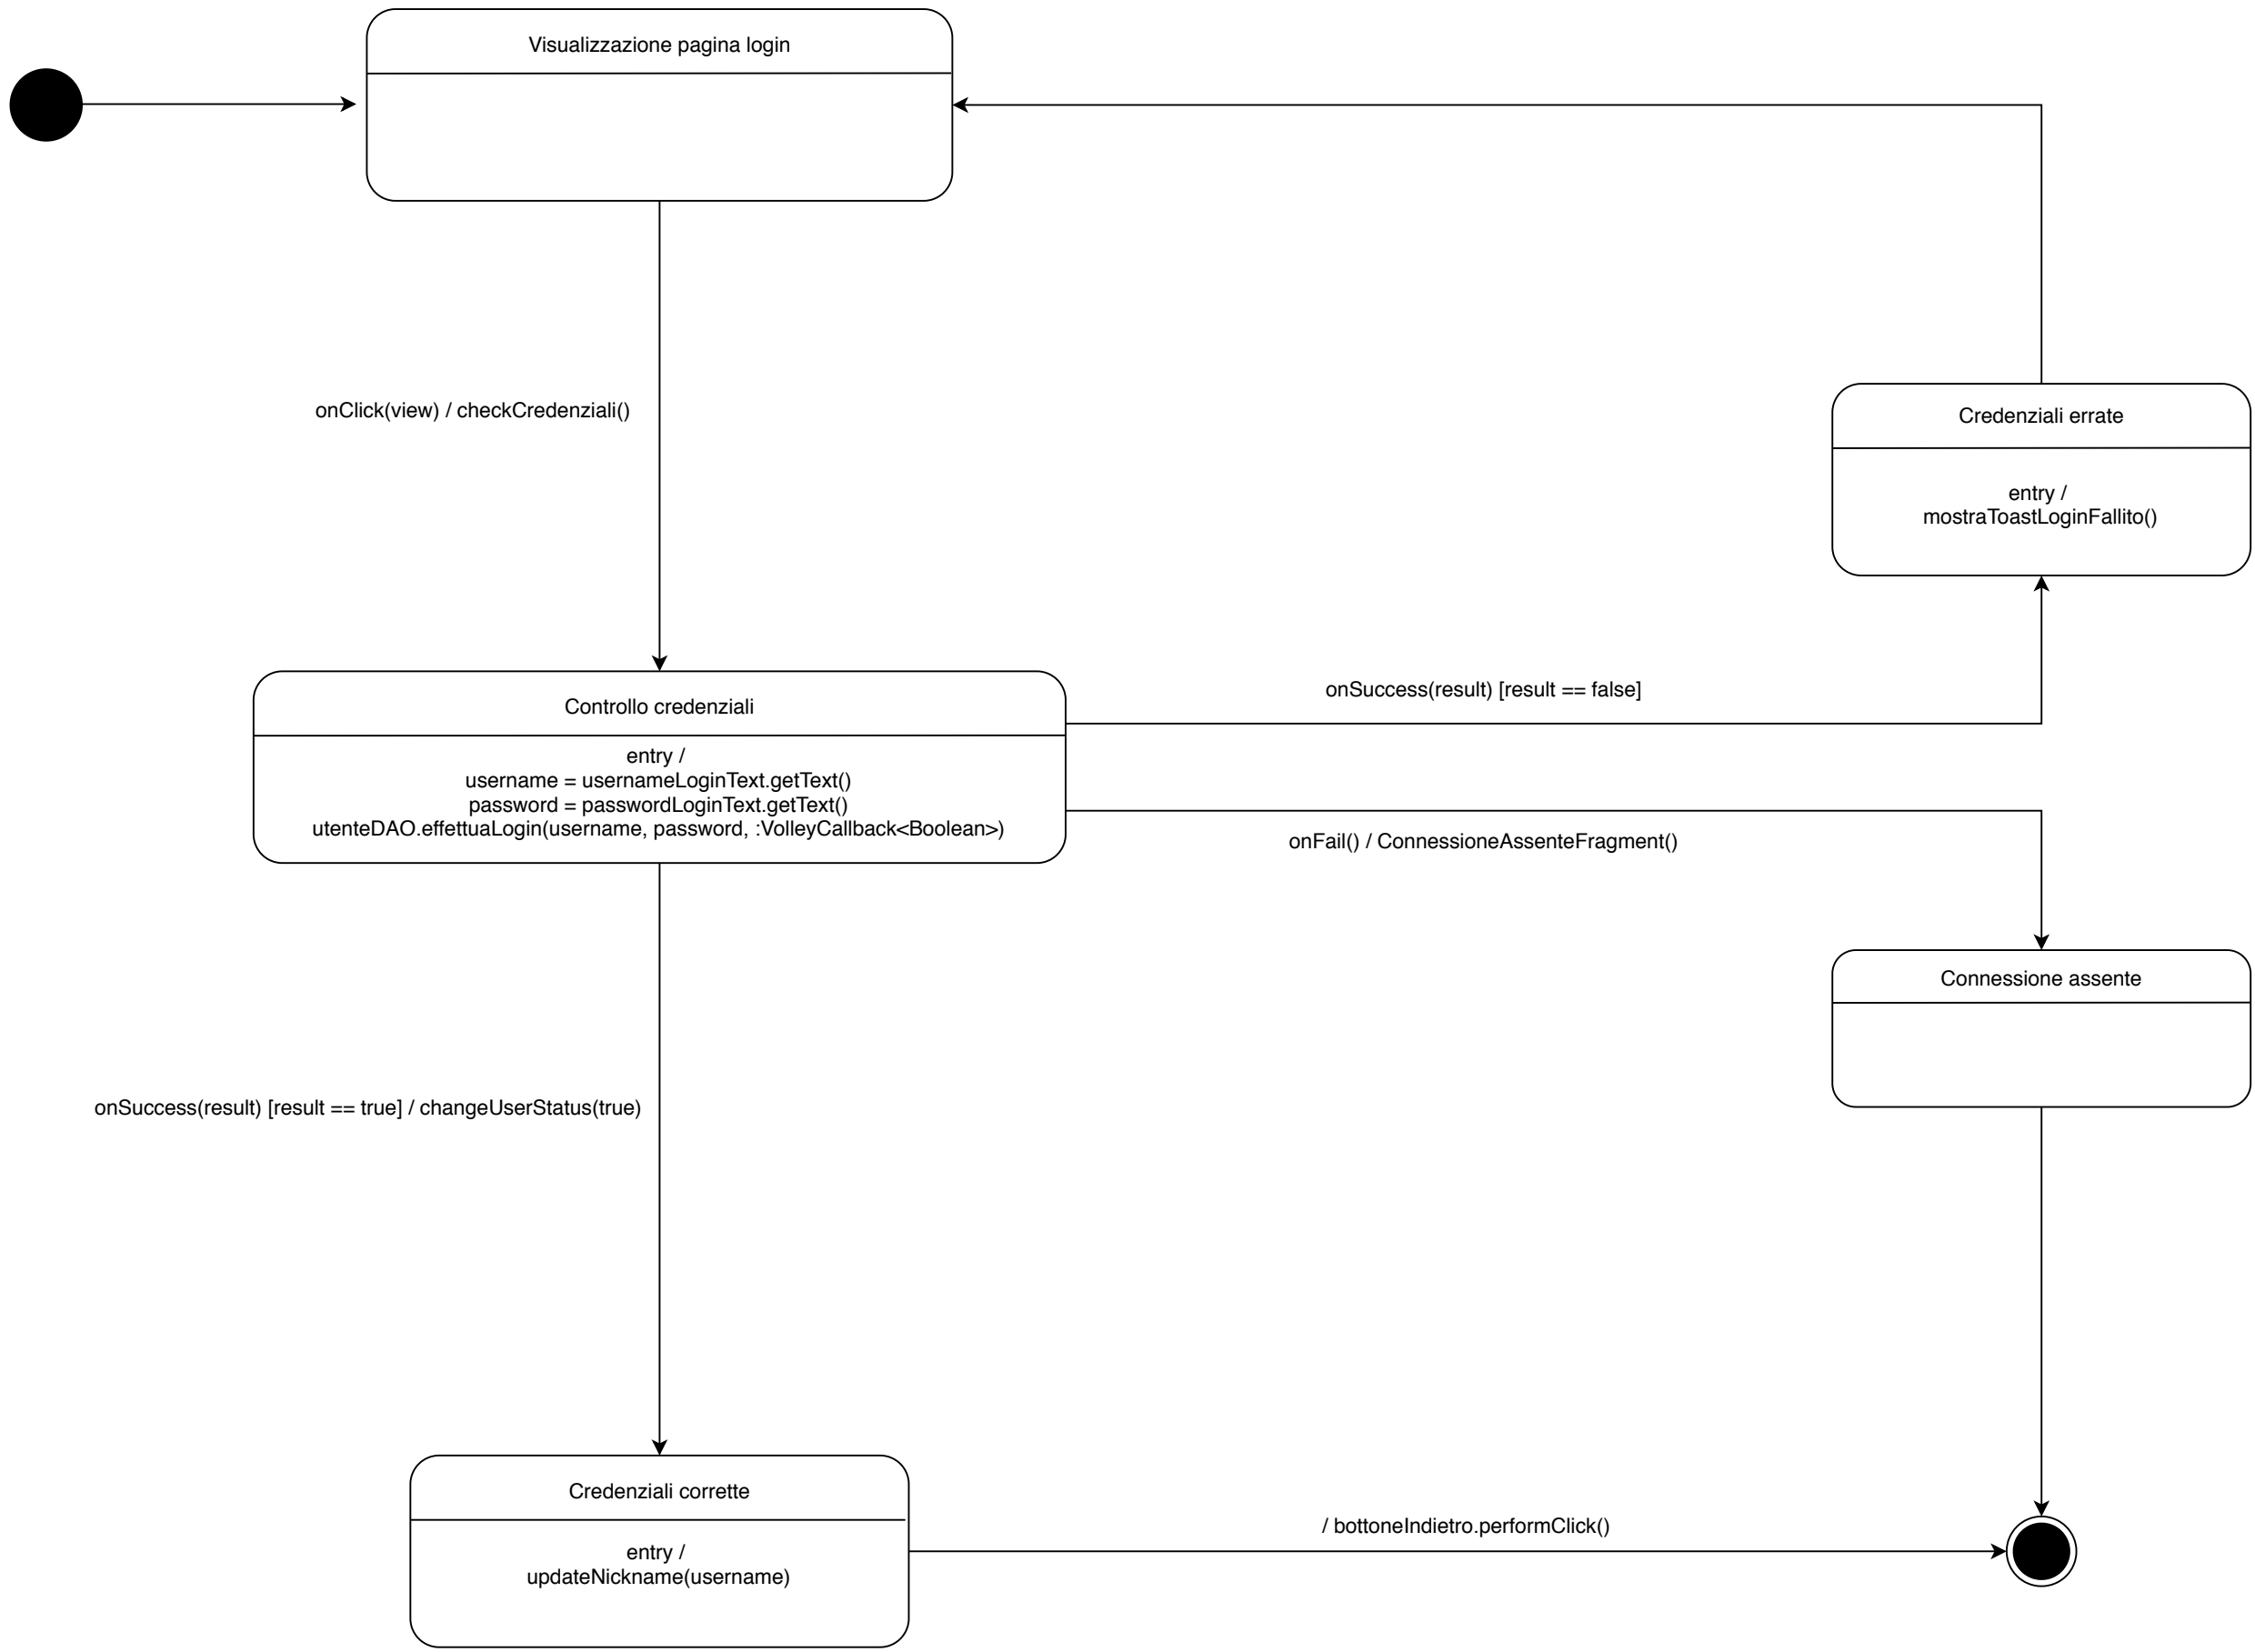 Visualizzazione pagina login
onClick(view) / checkCredenziali()
Credenziali errate
entry /
mostraToastLoginFallito()
onSuccess(result) [result == false]
Controllo credenziali
entry /
username = usernameLoginText.getText()
password = passwordLoginText.getText()
utenteDAO.effettuaLogin(username, password, :VolleyCallback<Boolean>)
onFail() / ConnessioneAssenteFragment()
Connessione assente
onSuccess(result) [result == true] / changeUserStatus(true)
Credenziali corrette
entry /
updateNickname(username)
/ bottoneIndietro.performClick()